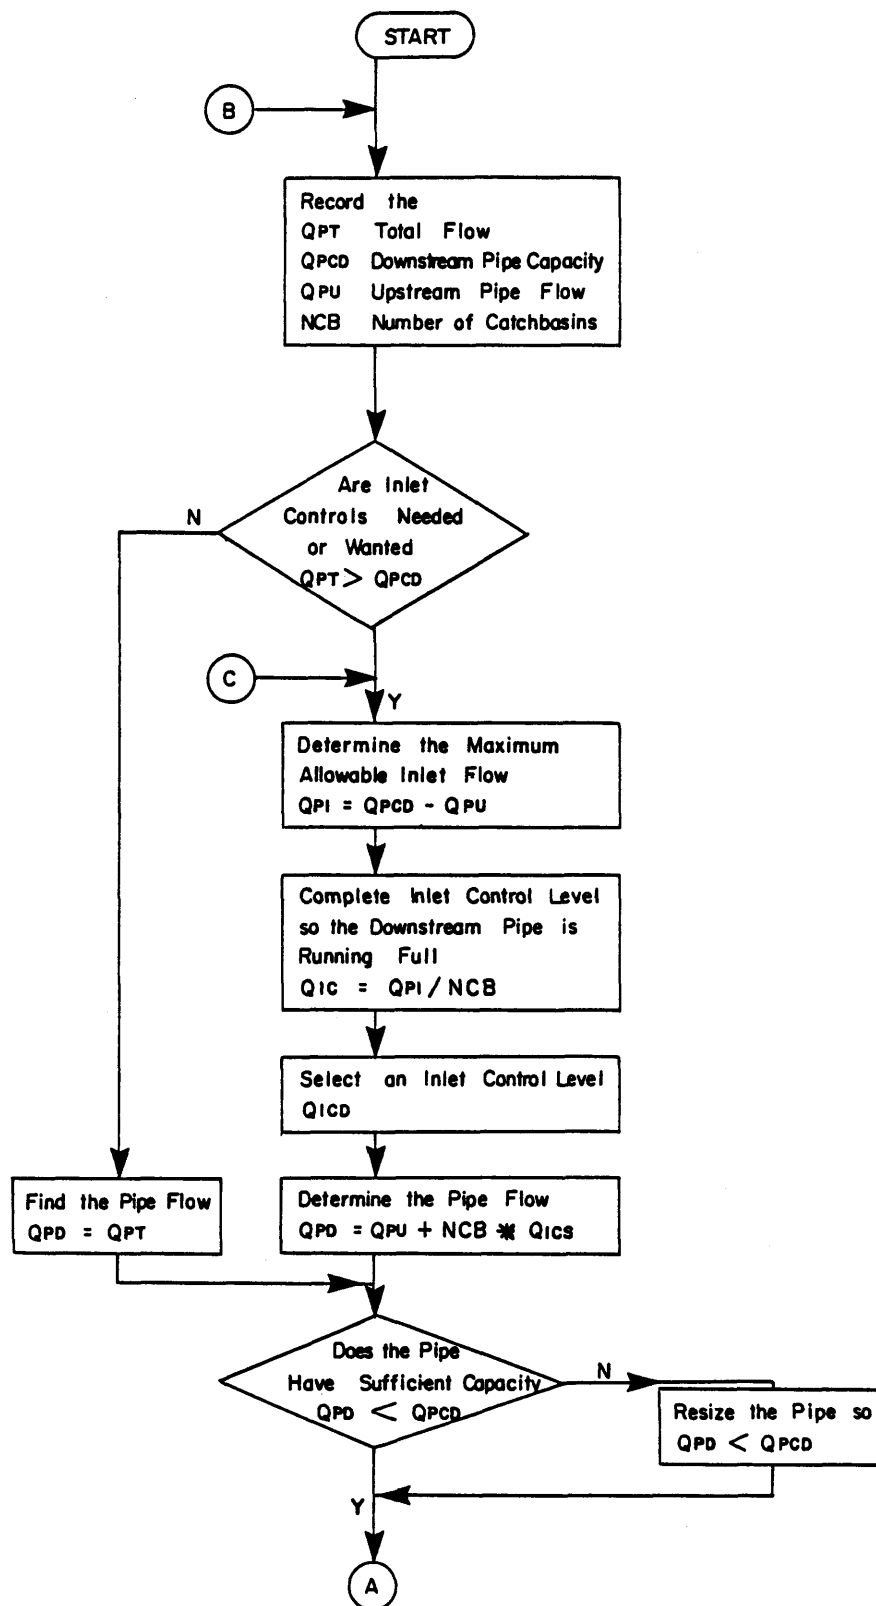 START
B
Record the
QPT Total Flow
QPCD Downstream Pipe Capacity
QPU Upstream Pipe Flow
NCB Number of Catchbasins
Are Inlet
Controls Needed
or Wanted
QPT > QPCD
N
C
Y
Determine the Maximum
Allowable Inlet Flow
QPI = QPCD - QPU
Complete Inlet Control Level
so the Downstream Pipe is
Running Full
QIC = QPI / NCB
Select an Inlet Control Level
QICD
Find the Pipe Flow
QPD = QPT
Determine the Pipe Flow
QPD = QPU + NCB * QICS
Does the Pipe
Have Sufficient Capacity
QPD < QPCD
N
Resize the Pipe so
QPD < QPCD
Y
A